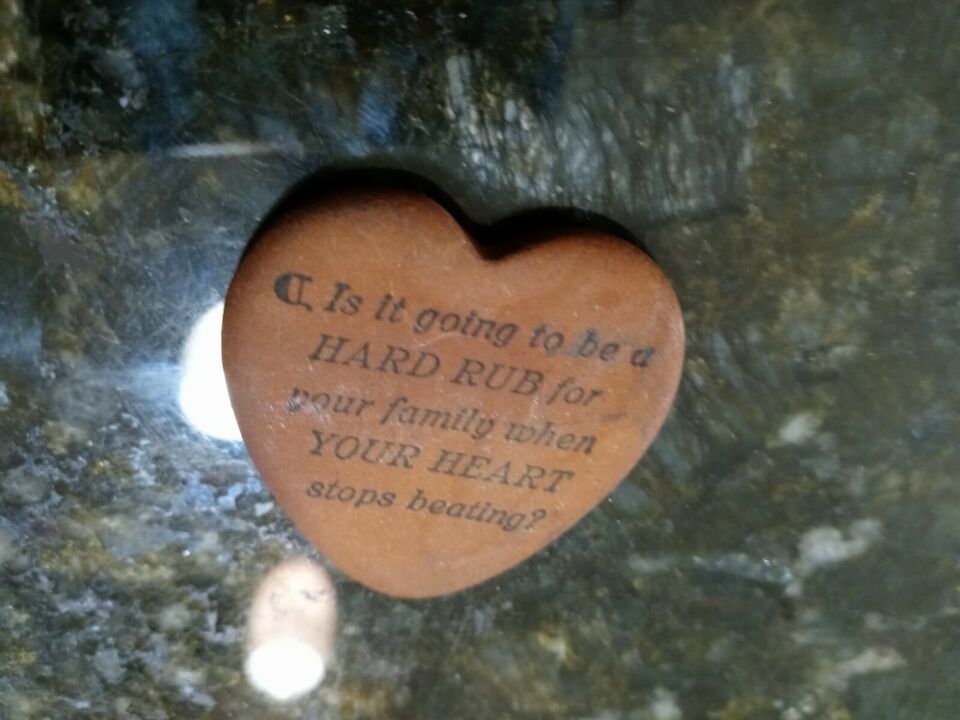 ℃ Is it going to be a
HARD RUB for
your family when
YOUR HEART
stops beating?